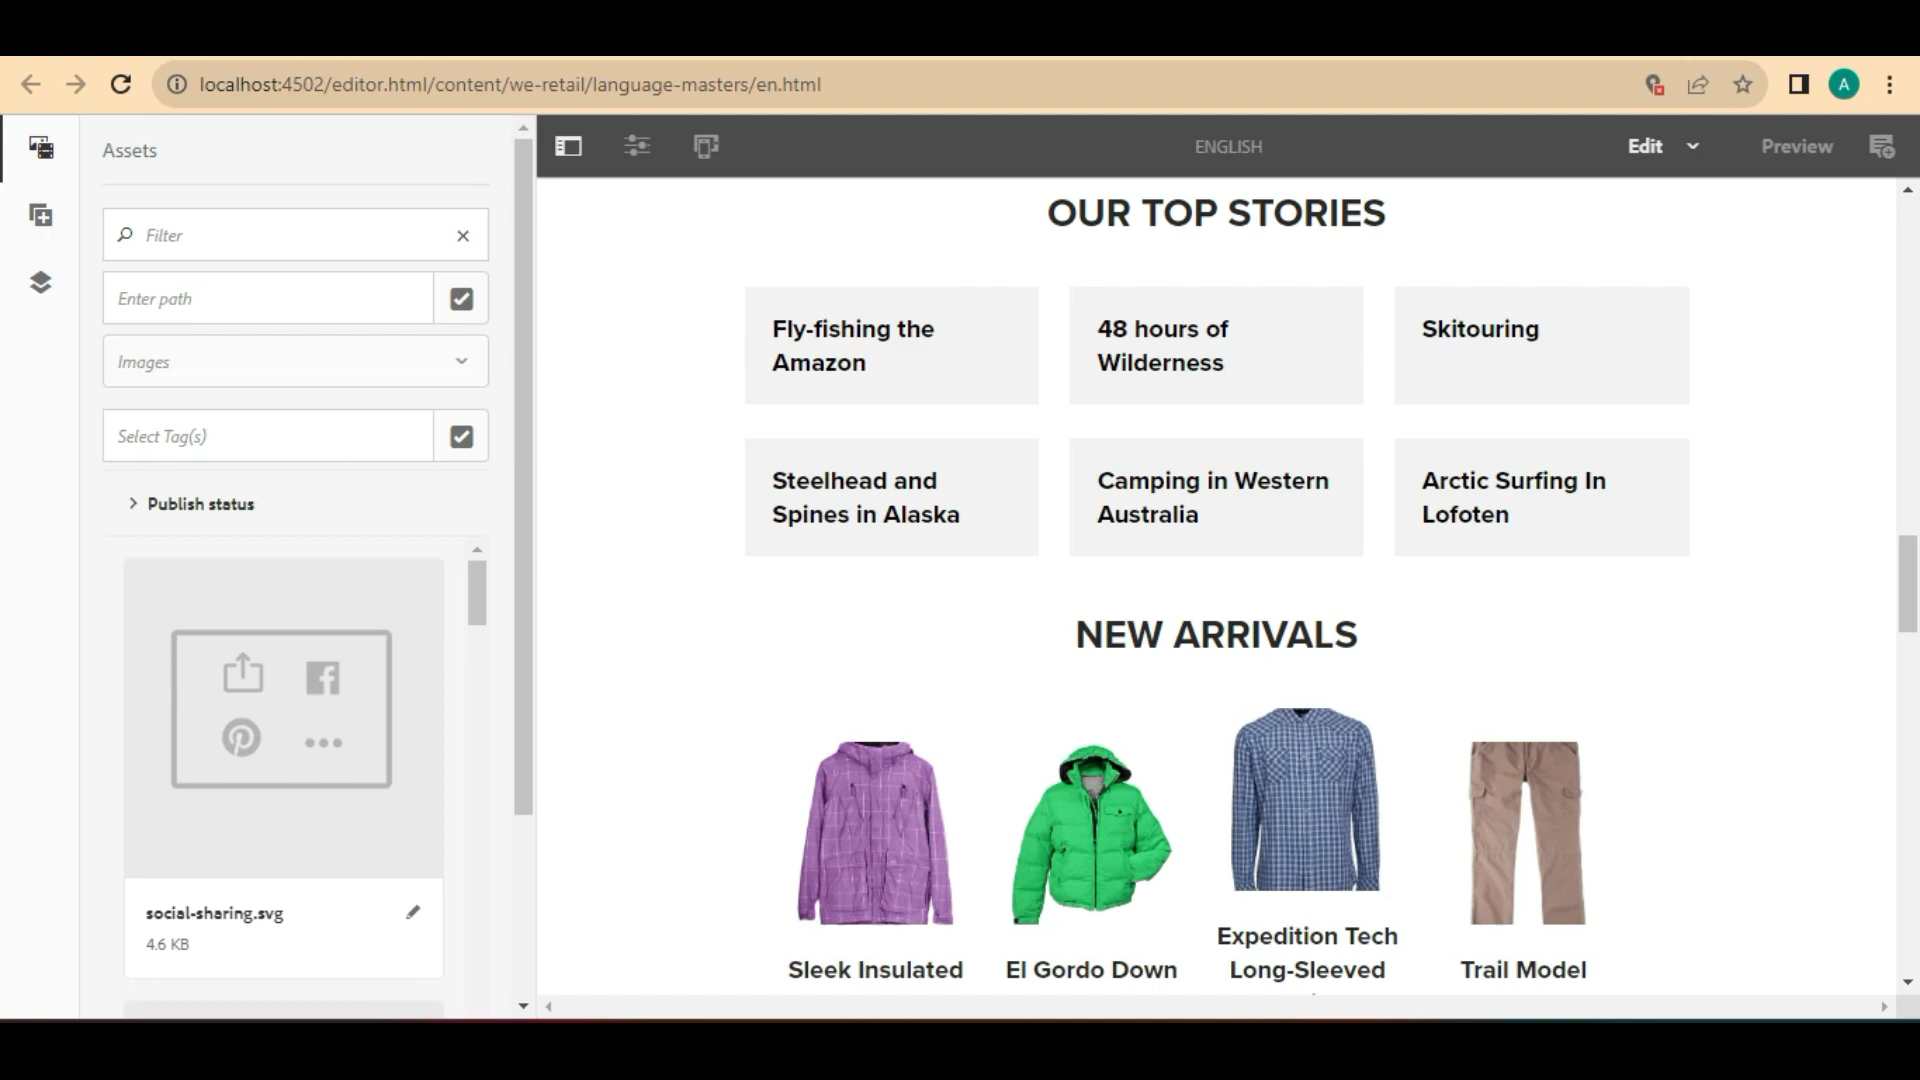 localhost:4502/editor.html/content/we-retail/language-masters/en.html
A
Assets
Filter
Enter path
Images
Select Tag(s)
Publish status
social-sharing.svg
4.6 KB
ENGLISH
Edit
Preview
OUR TOP STORIES
Fly-fishing the
Amazon
48 hours of
Wilderness
Skitouring
Steelhead and
Spines in Alaska
Camping in Western
Australia
Arctic Surfing In
Lofoten
NEW ARRIVALS
Sleek Insulated
El Gordo Down
Expedition Tech
Long-Sleeved
Trail Model